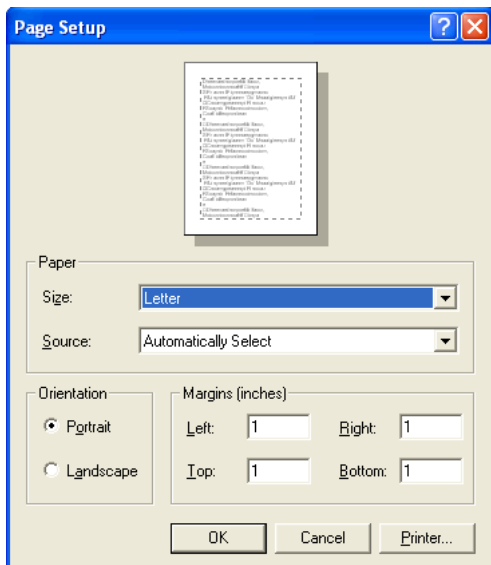 Page Setup
Paper
Size: Letter
Source: Automatically Select
Orientation
Portrait
Landscape
Margins (inches)
Left: 1 Right: 1
Top: 1 Bottom: 1
OK Cancel Printer...